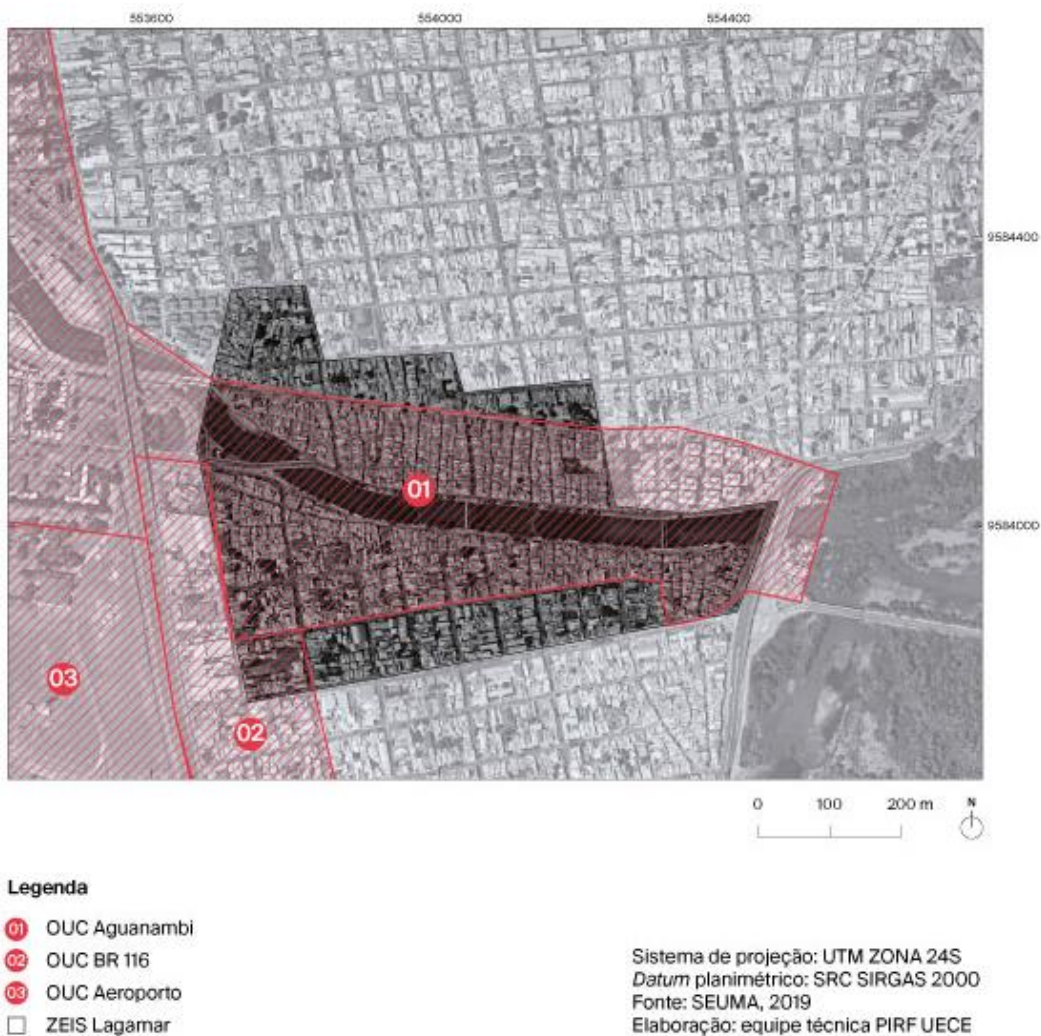 553600 554000 554400
9584400
01
9584000
03
02
0 100 200 m N
Legenda
01 OUC Aguanambi
02 OUC BR 116
03 OUC Aeroporto
ZEIS Lagamar
Sistema de projeção: UTM ZONA 24S
Datum planimétrico: SRC SIRGAS 2000
Fonte: SEUMA, 2019
Elaboração: equipe técnica PIRF UECE